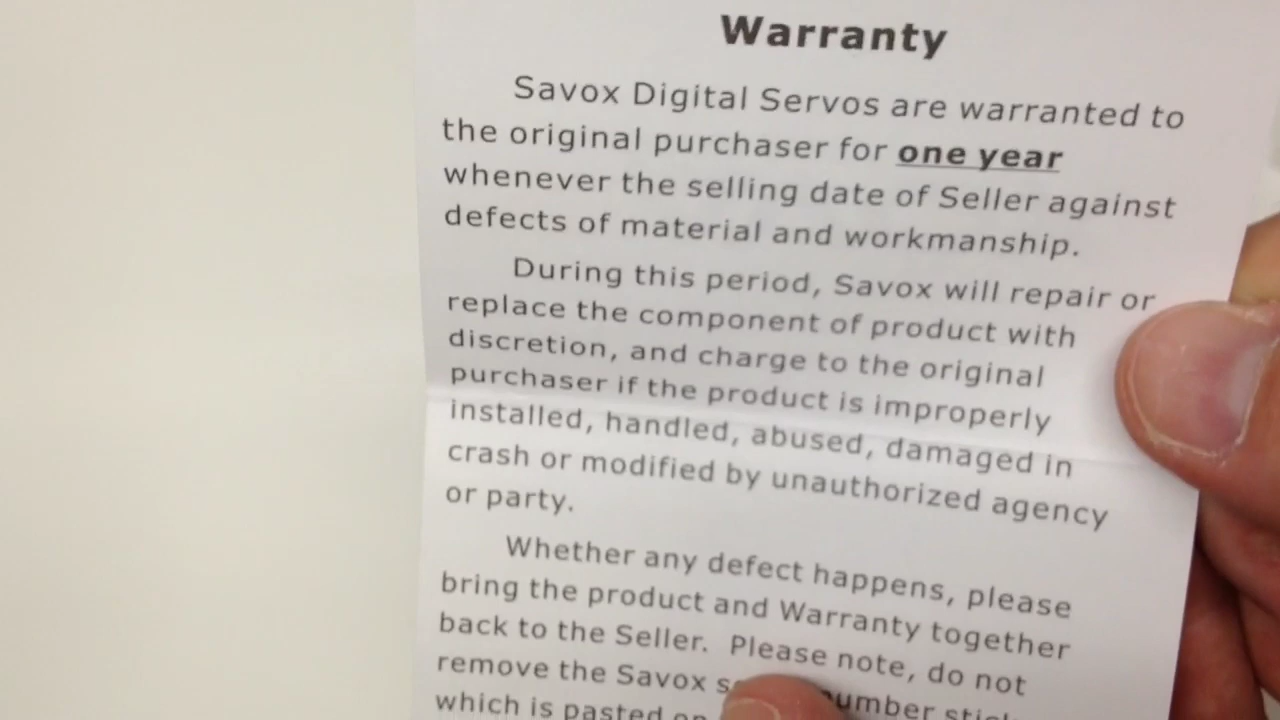 Warranty
Savox Digital Servos are warranted to
the original purchaser for one year
whenever the selling date of Seller against
defects of material and workmanship.
During this period, Savox will repair or
replace the component of product with
discretion, and charge to the original
purchaser if the product is improperly
installed, handled, abused, damaged in
crash or modified by unauthorized agency
or party.
Whether any defect happens, please
bring the product and Warranty together
back to the Seller. Please note, do not
remove the Savox
which is pasted